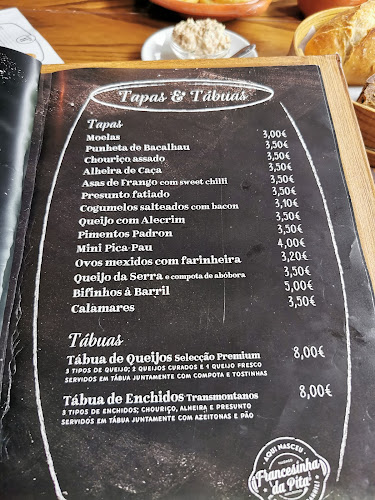 Tapas & Tábuas
Tapas
Moelas 3,00€
Punheta de Bacalhau 3,50€
Chouriço assado 3,50€
Alheira de Caça 3,50€
Asas de Frango com sweet chilli 3,50€
Presunto fatiado 3,50€
Cogumelos salteados com bacon 3,10€
Queijo com Alecrim 3,50€
Pimentos Padron 3,50€
Mini Pica-Pau 4,00€
Ovos mexidos com farinheira 3,20€
Queijo da Serra e compota de abóbora 3,50€
Bifinhos à Barril 5,00€
Calamares 3,50€
Tábuas
Tábua de Queijos Selecção Premium 8,00€
3 TIPOS DE QUEIJO; 2 QUEIJOS CURADOS E 1 QUEIJO FRESCO
SERVIDOS EM TÁBUA JUNTAMENTE COM COMPOTA E TOSTINHAS
Tábua de Enchidos Transmontanos 8,00€
3 TIPOS DE ENCHIDOS; CHOURIÇO, ALHEIRA E PRESUNTO
SERVIDOS EM TÁBUA JUNTAMENTE COM AZEITONAS E PÃO
AQUI NASCEU
Francesinha
da Pita